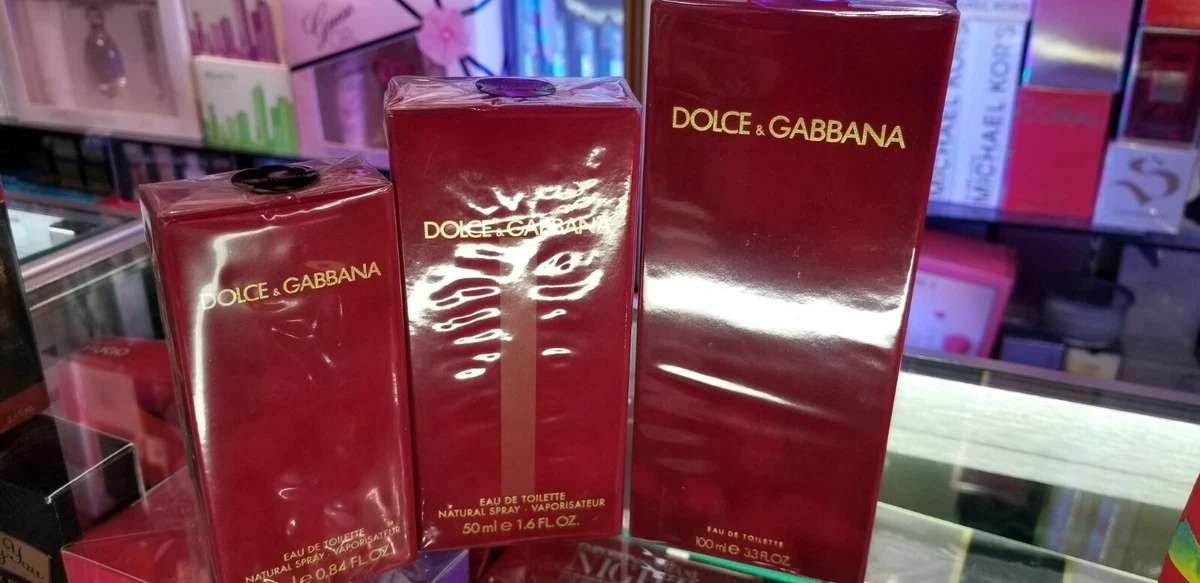 DOLCE & GABBANA
EAU DE TOILETTE
NATURAL SPRAY · VAPORISATEUR
e 0.84 FL.OZ.
DOLCE & GABBANA
EAU DE TOILETTE
NATURAL SPRAY · VAPORISATEUR
50 ml e 1.6 FL. OZ.
DOLCE & GABBANA
EAU DE TOILETTE
100 ml e 3.3 FL.OZ.
MICHAEL KORS
MICHAEL KORS